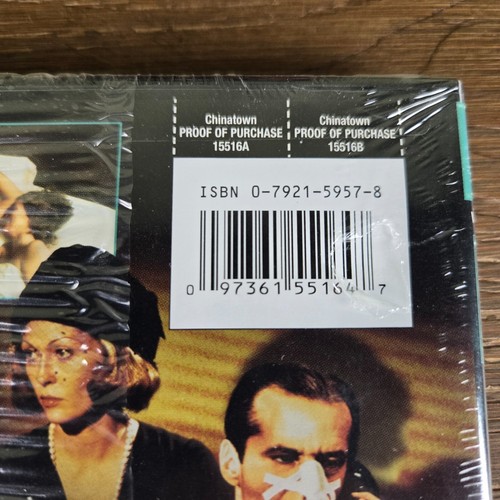 Chinatown Chinatown
PROOF OF PURCHASE PROOF OF PURCHASE
15516A 15516B
ISBN 0-7921-5957-8
0 97361 55164 7